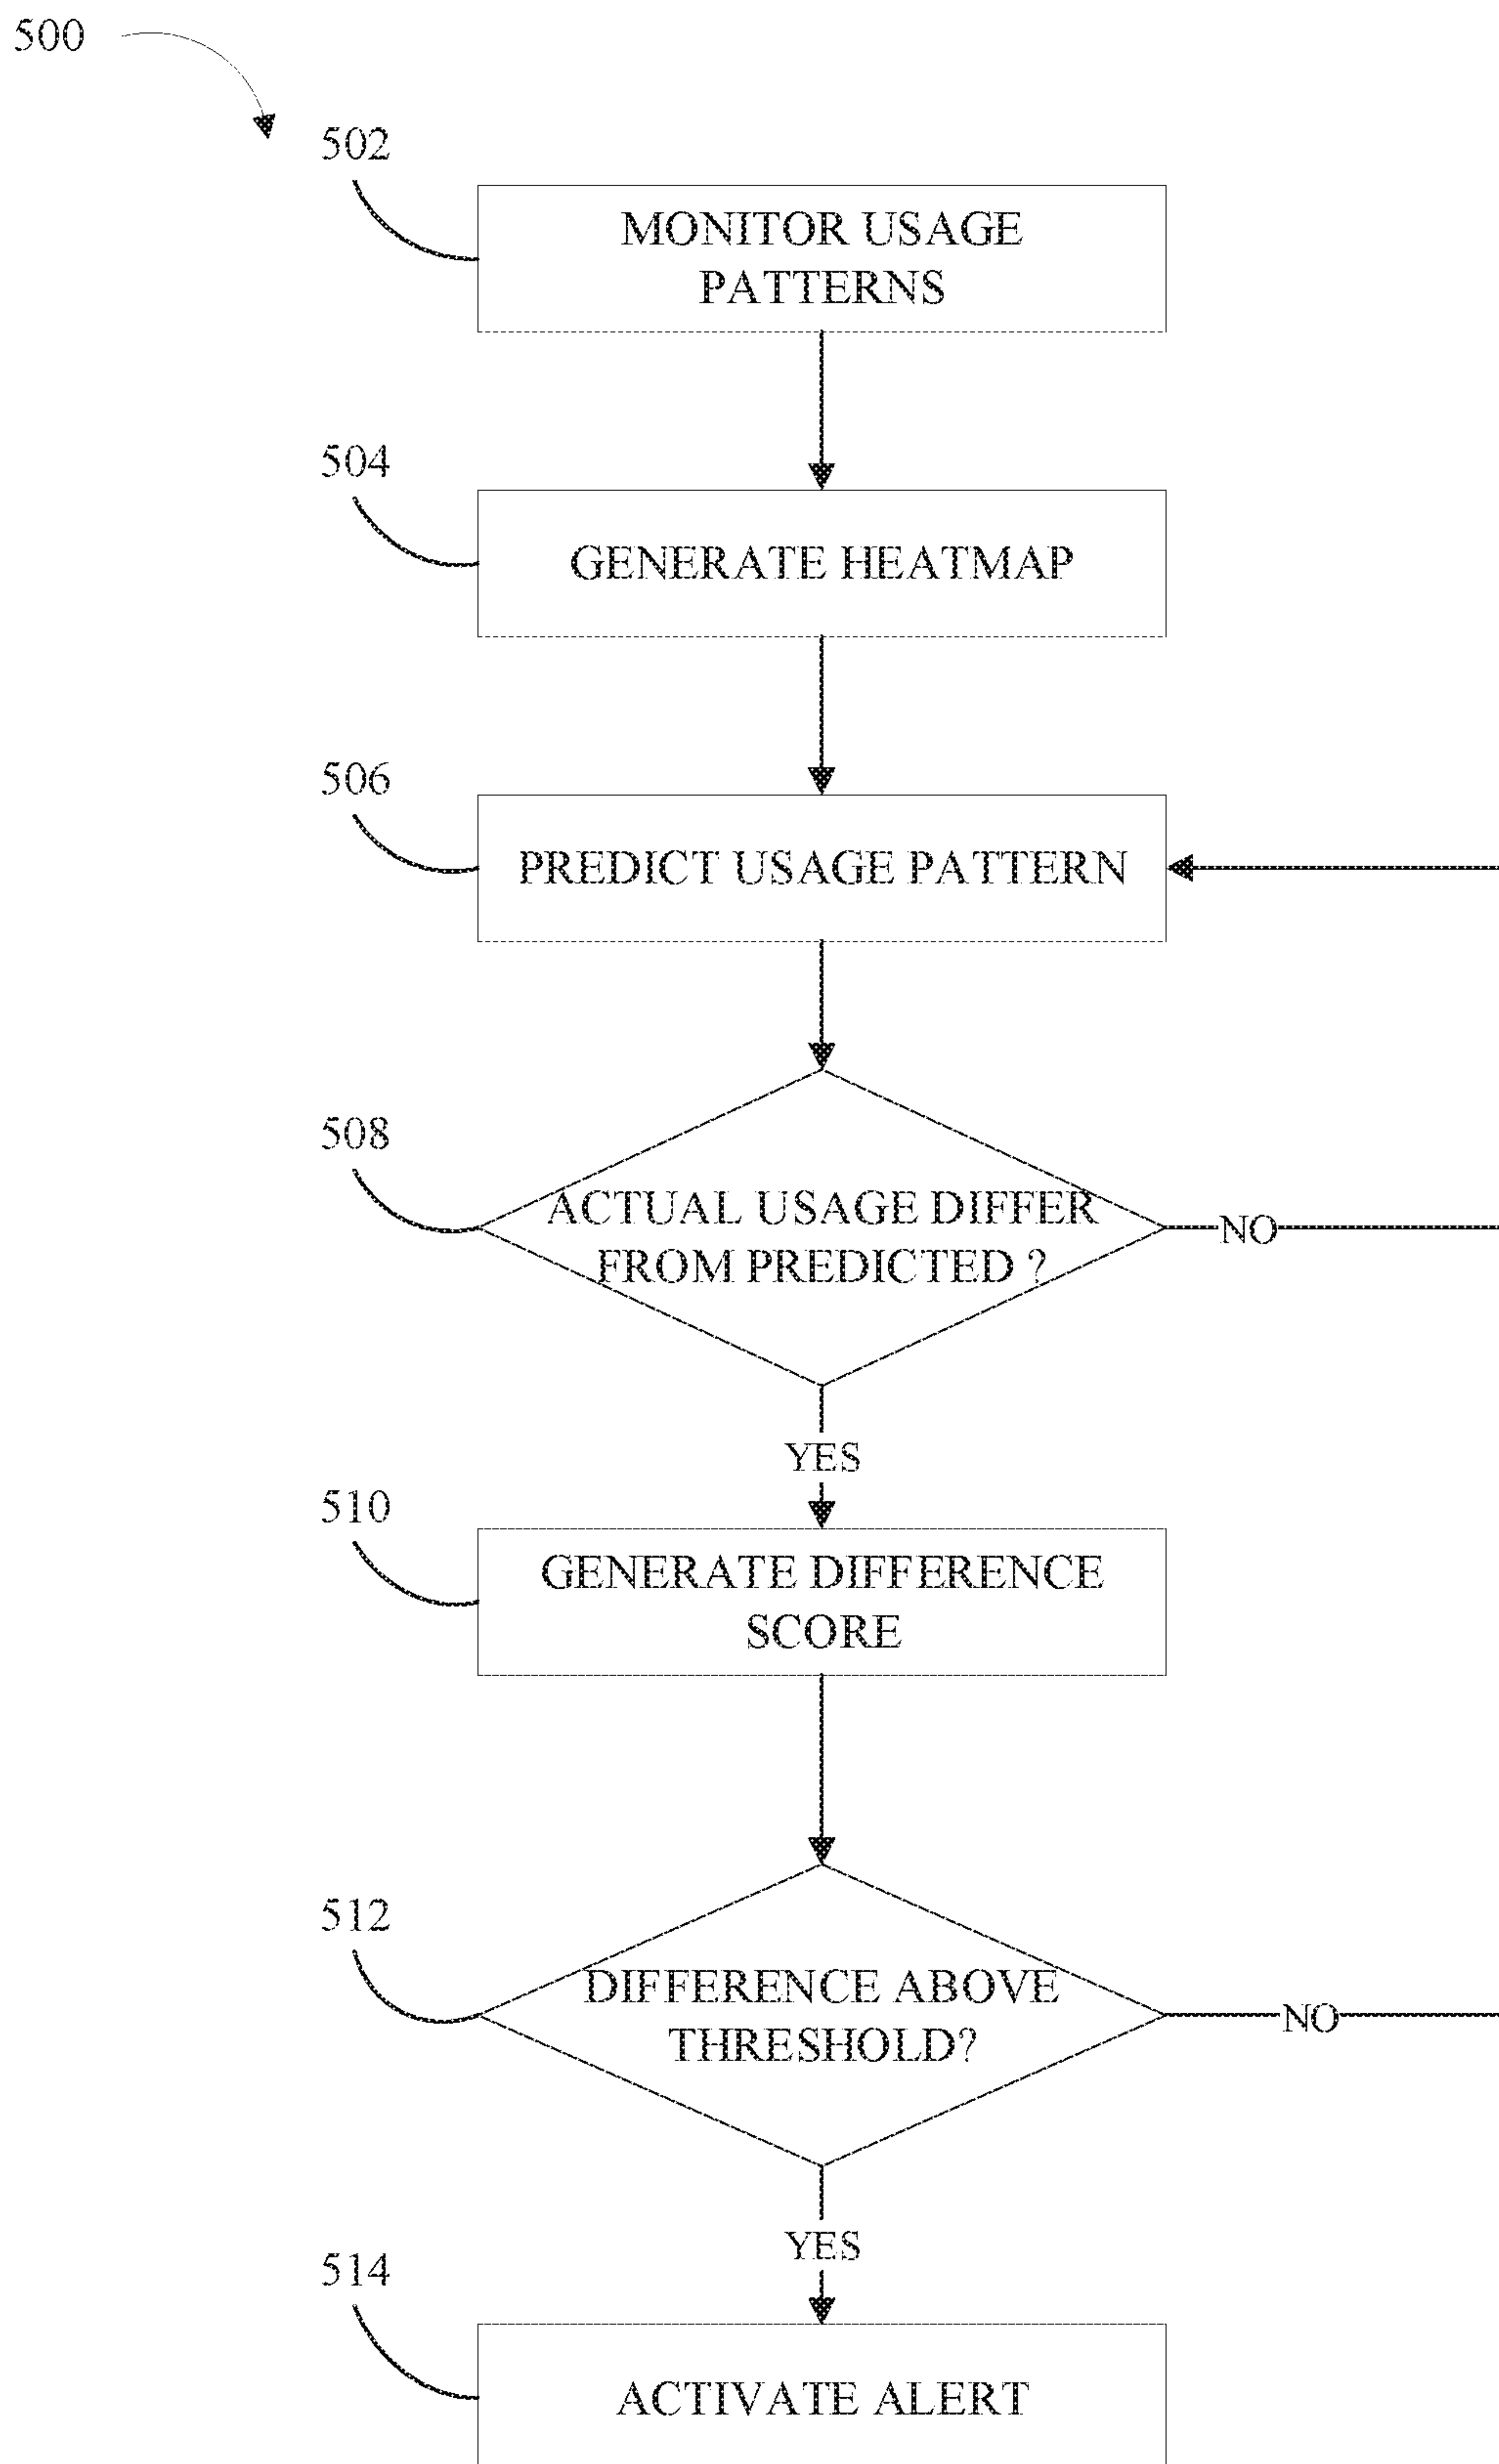 500
502
MONITOR USAGE
PATTERNS
504
GENERATE HEATMAP
506
PREDICT USAGE PATTERN
508
ACTUAL USAGE DIFFER
FROM PREDICTED ?
NO
YES
510
GENERATE DIFFERENCE
SCORE
512
DIFFERENCE ABOVE
THRESHOLD?
NO
YES
514
ACTIVATE ALERT